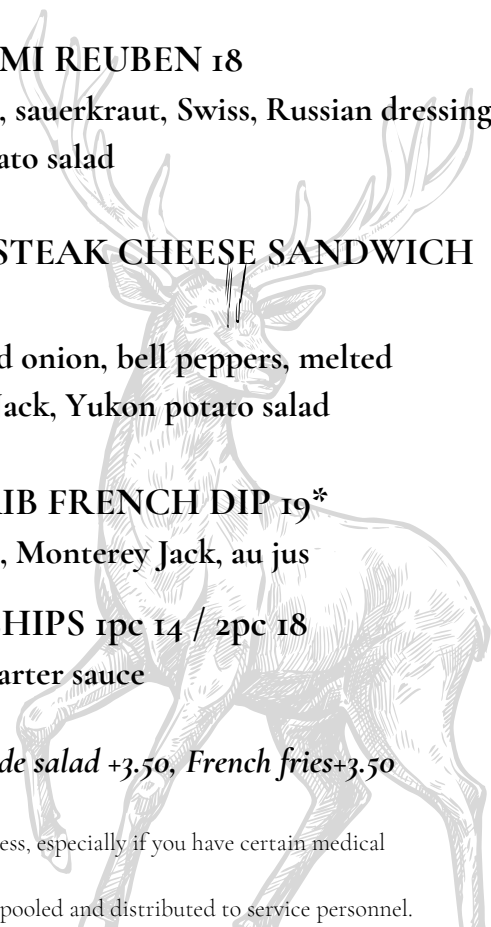 MI REUBEN 18
, sauerkraut, Swiss, Russian dressing
ato salad
STEAK CHEESE SANDWICH
d onion, bell peppers, melted
Jack, Yukon potato salad
IB FRENCH DIP 19*
, Monterey Jack, au jus
HIPS 1pc 14 / 2pc 18
arter sauce
de salad +3.50, French fries+3.50
ess, especially if you have certain medical
pooled and distributed to service personnel.